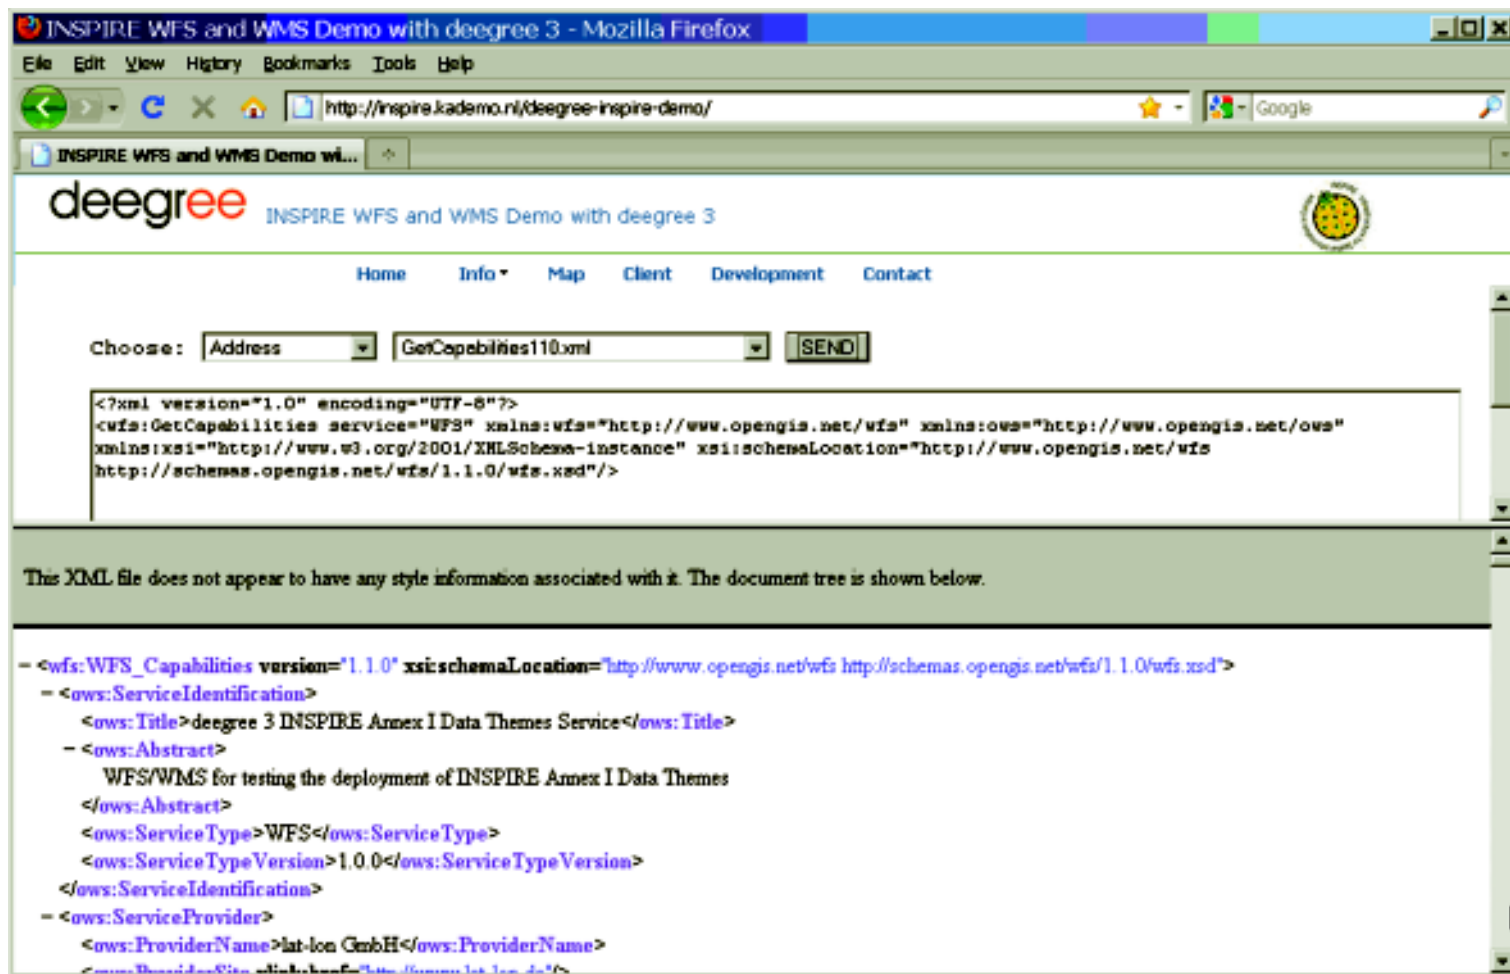 INSPIRE WFS and WMS Demo with deegree 3 - Mozilla Firefox
File Edit View History Bookmarks Tools Help
http://inspire.kademo.nl/deegree-inspire-demo/
Google
INSPIRE WFS and WMS Demo wi...
deegree INSPIRE WFS and WMS Demo with deegree 3
Home Info Map Client Development Contact
Choose: Address GetCapabilities110.xml SEND
<?xml version="1.0" encoding="UTF-8"?>
<wfs:GetCapabilities service="WFS" xmlns:wfs="http://www.opengis.net/wfs" xmlns:ows="http://www.opengis.net/ows"
xmlns:xsi="http://www.w3.org/2001/XMLSchema-instance" xsi:schemaLocation="http://www.opengis.net/wfs
http://schemas.opengis.net/wfs/1.1.0/wfs.xsd"/>
This XML file does not appear to have any style information associated with it. The document tree is shown below.
- <wfs:WFS_Capabilities version="1.1.0" xsi:schemaLocation="http://www.opengis.net/wfs http://schemas.opengis.net/wfs/1.1.0/wfs.xsd">
- <ows:ServiceIdentification>
<ows:Title>deegree 3 INSPIRE Annex I Data Themes Service</ows:Title>
- <ows:Abstract>
WFS/WMS for testing the deployment of INSPIRE Annex I Data Themes
</ows:Abstract>
<ows:ServiceType>WFS</ows:ServiceType>
<ows:ServiceTypeVersion>1.0.0</ows:ServiceTypeVersion>
</ows:ServiceIdentification>
- <ows:ServiceProvider>
<ows:ProviderName>lat-lon GmbH</ows:ProviderName>
<ows:ProviderSite xlink:href="http://www.lat-lon.de"/>